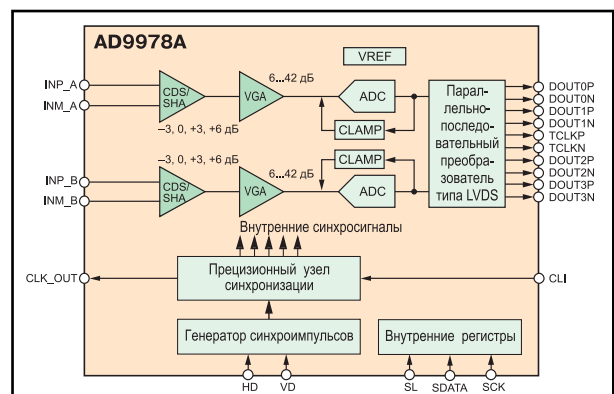 AD9978A
VREF
INP_A
INM_A
CDS/
SHA
–3, 0, +3, +6 дБ
VGA
6...42 дБ
ADC
CLAMP
–3, 0, +3, +6 дБ
INP_B
INM_B
CDS/
SHA
VGA
6...42 дБ
CLAMP
ADC
Парал-
лельно-
последо-
вательный
преобра-
зователь
типа LVDS
DOUT0P
DOUT0N
DOUT1P
DOUT1N
TCLKP
TCLKN
DOUT2P
DOUT2N
DOUT3P
DOUT3N
Внутренние синхросигналы
CLK_OUT
Прецизионный узел
синхронизации
CLI
Генератор синхроимпульсов
Внутренние регистры
HD
VD
SL
SDATA
SCK